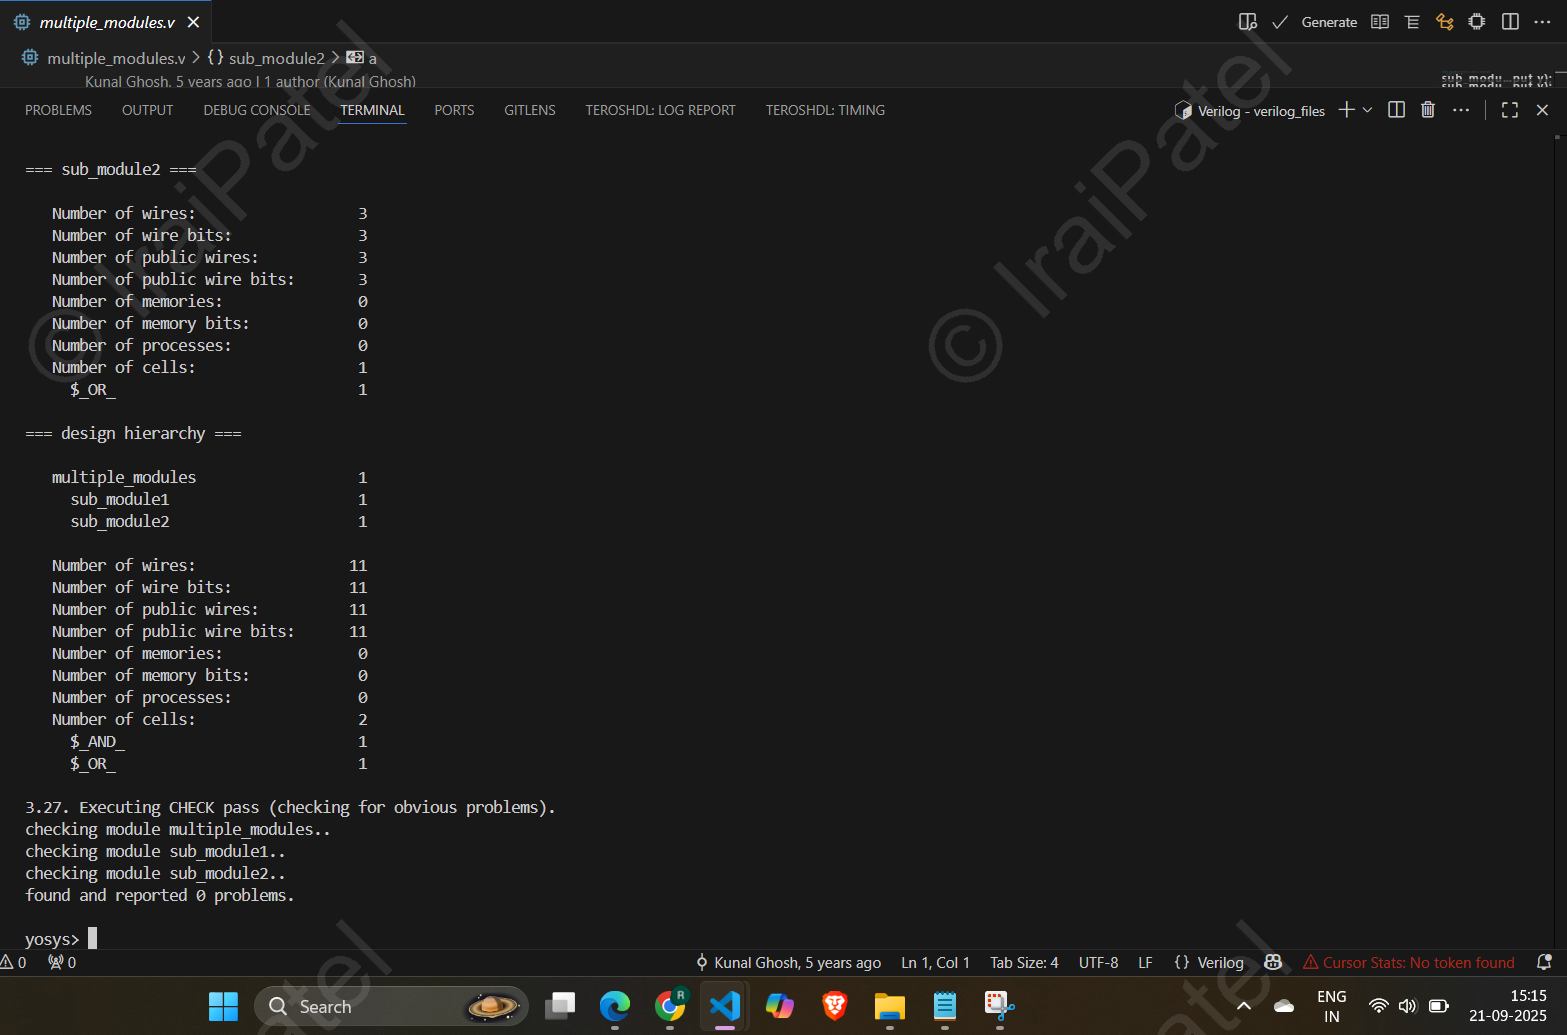 multiple_modules.v
Generate
multiple_modules.v > {} sub_module2 > a
Kunal Ghosh, 5 years ago | 1 author (Kunal Ghosh)
PROBLEMS OUTPUT DEBUG CONSOLE TERMINAL PORTS GITLENS TEROSHDL: LOG REPORT TEROSHDL: TIMING Verilog - verilog_files
=== sub_module2 ===
Number of wires: 3
Number of wire bits: 3
Number of public wires: 3
Number of public wire bits: 3
Number of memories: 0
Number of memory bits: 0
Number of processes: 0
Number of cells: 1
$_OR_ 1
=== design hierarchy ===
multiple_modules 1
sub_module1 1
sub_module2 1
Number of wires: 11
Number of wire bits: 11
Number of public wires: 11
Number of public wire bits: 11
Number of memories: 0
Number of memory bits: 0
Number of processes: 0
Number of cells: 2
$_AND_ 1
$_OR_ 1
3.27. Executing CHECK pass (checking for obvious problems).
checking module multiple_modules..
checking module sub_module1..
checking module sub_module2..
found and reported 0 problems.
yosys>
0 0 Kunal Ghosh, 5 years ago Ln 1, Col 1 Tab Size: 4 UTF-8 LF {} Verilog Cursor Stats: No token found
Search
R
ENG
IN
15:15
21-09-2025
© IraiPatel
© IraiPatel